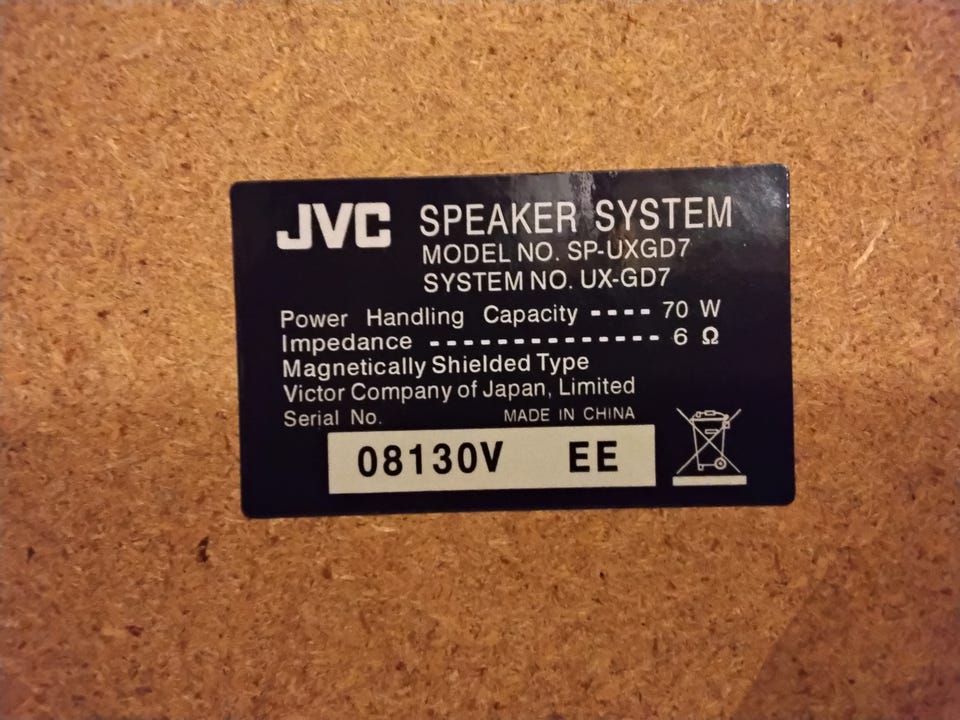 JVC SPEAKER SYSTEM
MODEL NO. SP-UXGD7
SYSTEM NO. UX-GD7
Power Handling Capacity ---- 70 W
Impedance -------------- 6 Ω
Magnetically Shielded Type
Victor Company of Japan, Limited
Serial No. MADE IN CHINA
08130V EE